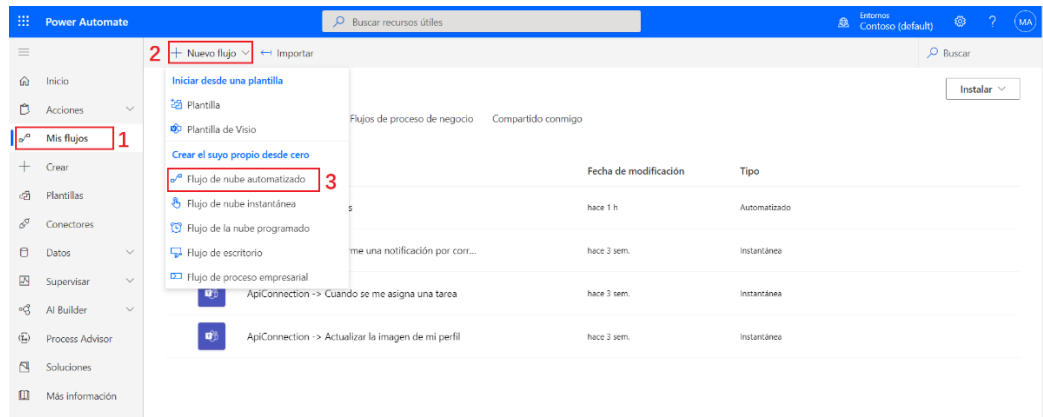 Power Automate
Buscar recursos útiles
Entornos
Contoso (default)
?
MA
2
Nuevo flujo
Importar
Buscar
Inicio
Acciones
Mis flujos
1
Crear
Plantillas
Conectores
Datos
Supervisar
AI Builder
Process Advisor
Soluciones
Más información
Iniciar desde una plantilla
Plantilla
Plantilla de Visio
Crear el suyo propio desde cero
Flujo de nube automatizado
3
Flujo de nube instantánea
Flujo de la nube programado
Flujo de escritorio
Flujo de proceso empresarial
Instalar
Flujos de proceso de negocio Compartido conmigo
Fecha de modificación Tipo
s hace 1 h Automatizado
rme una notificación por corr... hace 3 sem. Instantánea
ApiConnection -> Cuando se me asigna una tarea hace 3 sem. Instantánea
ApiConnection -> Actualizar la imagen de mi perfil hace 3 sem. Instantánea